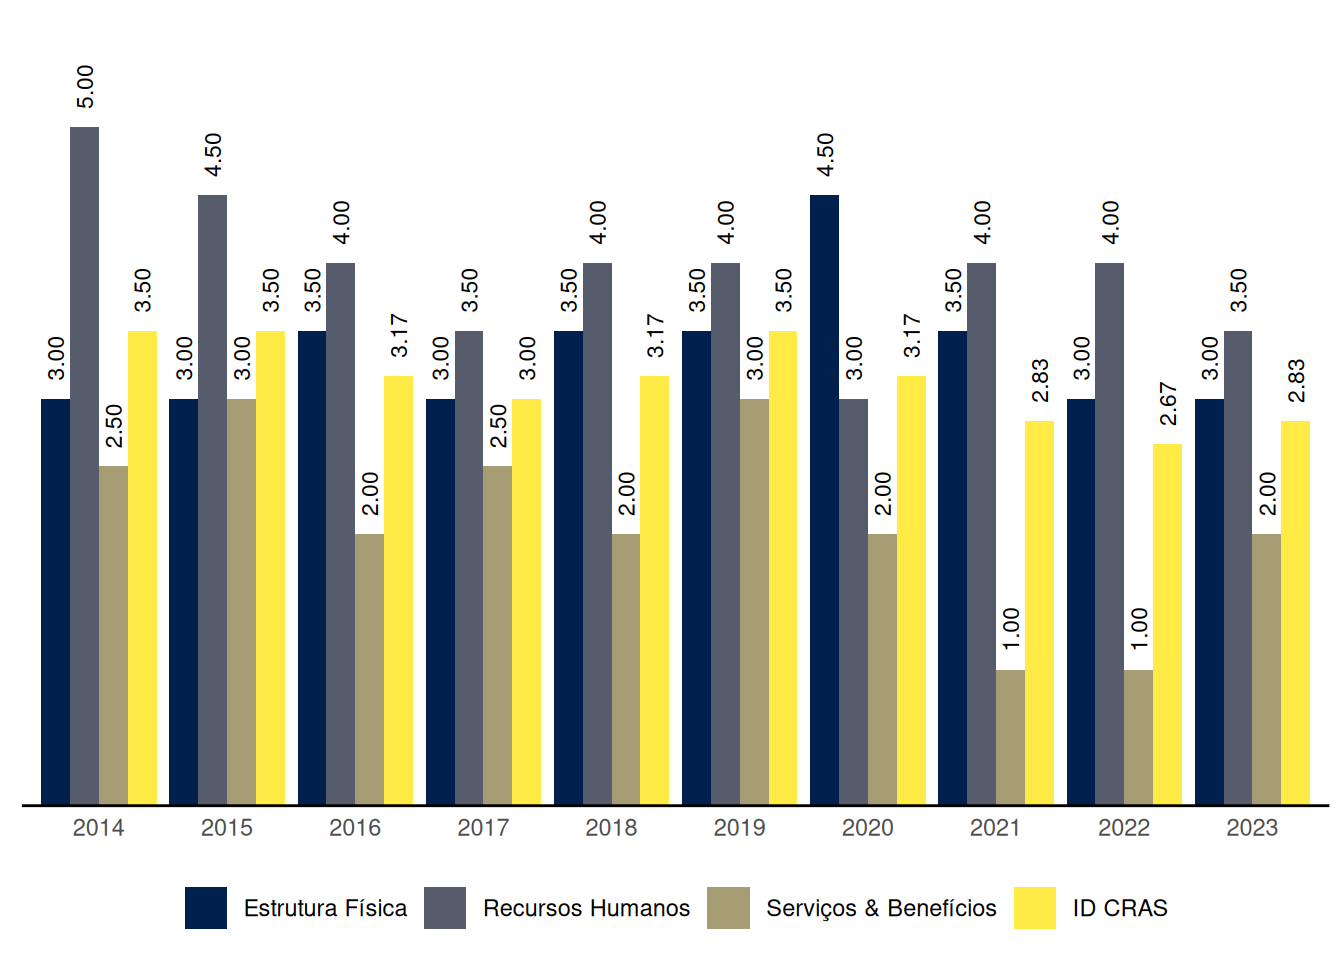 3.00 5.00 2.50 3.50 3.00 4.50 3.00 3.50 3.50 4.00 2.00 3.17 3.00 3.50 2.50 3.00 3.50 4.00 2.00 3.17 3.50 4.00 3.00 3.50 4.50 3.00 2.00 3.17 3.50 4.00 1.00 2.83 3.00 4.00 1.00 2.67 3.00 3.50 2.00 2.83
2014 2015 2016 2017 2018 2019 2020 2021 2022 2023
Estrutura Física Recursos Humanos Serviços & Benefícios ID CRAS